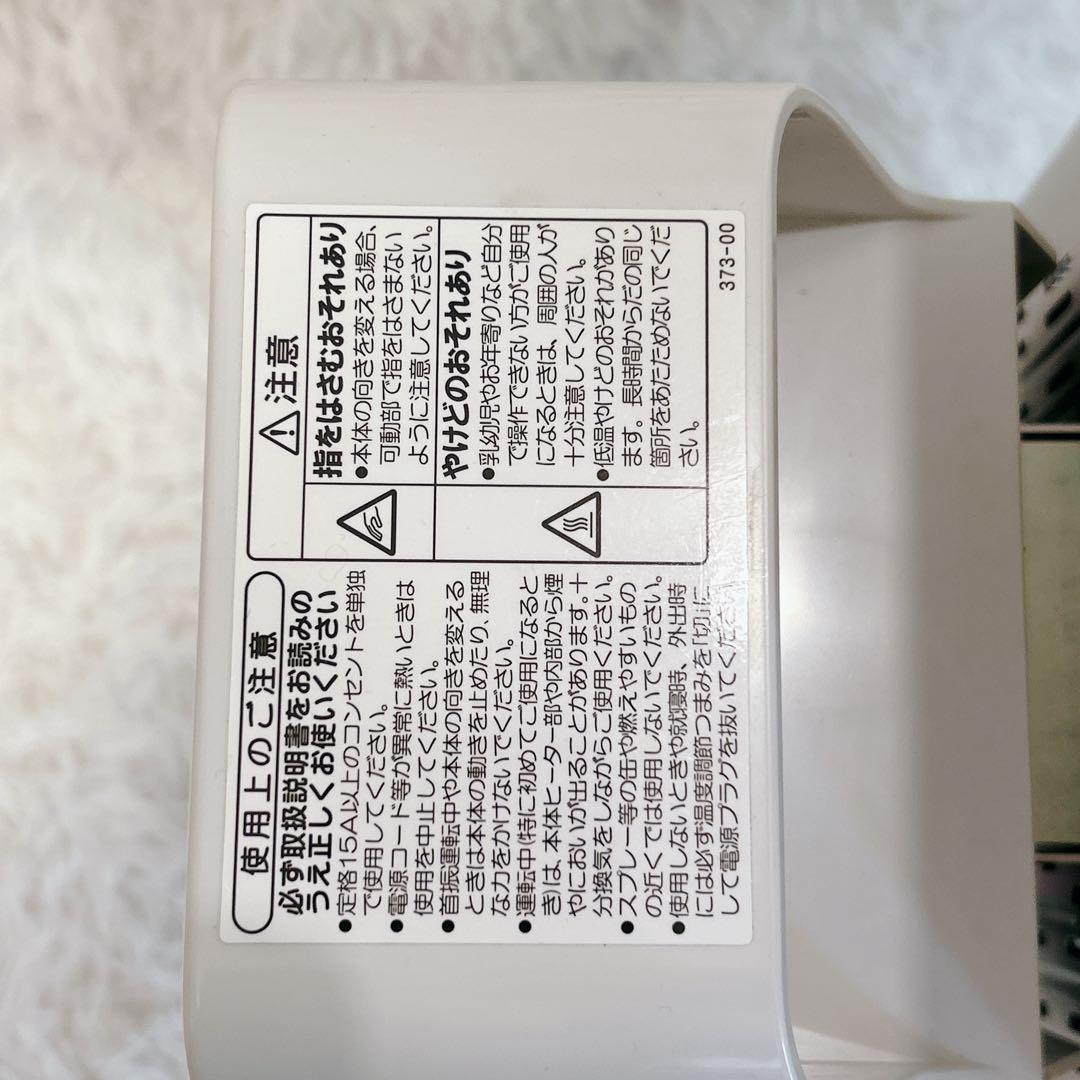 使用上のご注意
必ず取扱説明書をお読みの
うえ正しくお使いください
●定格15A以上のコンセントを単独
で使用してください。
●電源コード等が異常に熱いときは
使用を中止してください。
●首振運転中や本体の向きを変える
ときは本体の動きを止めたり、無理
な力をかけないでください。
●運転中(特に初めてご使用になると
き)は、本体ヒーター部や内部から煙
やにおいが出ることがあります。十
分換気をしながらご使用ください。
●スプレー等の缶や燃えやすいもの
の近くでは使用しないでください。
●使用しないときや就寝時、外出時
には必ず温度調節つまみを「切」に
して電源プラグを抜いてください。
注意
指をはさむおそれあり
●本体の向きを変える場合、
可動部で指をはさまない
ように注意してください。
やけどのおそれあり
●乳幼児やお年寄りなど自分
で操作できない方がご使用
になるときは、周囲の人が
十分注意してください。
●低温やけどのおそれがあり
ます。長時間からだの同じ
箇所をあたためないでくだ
さい。
373-00